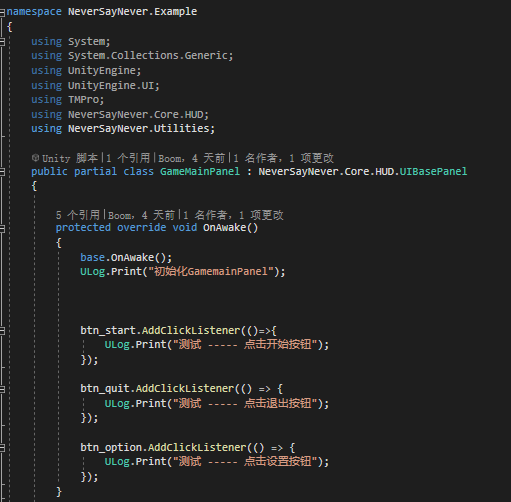 namespace NeverSayNever.Example
{
using System;
using System.Collections.Generic;
using UnityEngine;
using UnityEngine.UI;
using TMPro;
using NeverSayNever.Core.HUD;
using NeverSayNever.Utilities;
Unity 脚本|1 个引用|Boom，4 天前|1 名作者，1 项更改
public partial class GameMainPanel : NeverSayNever.Core.HUD.UIBasePanel
{
5 个引用|Boom，4 天前|1 名作者，1 项更改
protected override void OnAwake()
{
base.OnAwake();
ULog.Print("初始化GamemainPanel");
btn_start.AddClickListener(()=>{
ULog.Print("测试 ----- 点击开始按钮");
});
btn_quit.AddClickListener(() => {
ULog.Print("测试 ----- 点击退出按钮");
});
btn_option.AddClickListener(() => {
ULog.Print("测试 ----- 点击设置按钮");
});
}